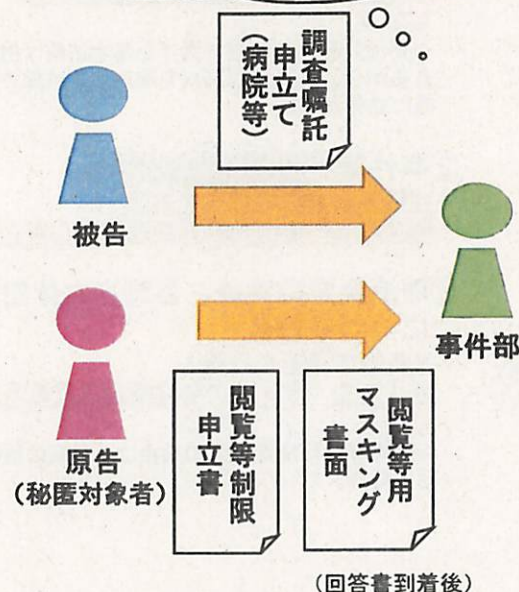 調査嘱託
申立て
（病院等）
被告
事件部
原告
（秘匿対象者）
閲覧等制限
申立書
閲覧等用
マスキング
書面
（回答書到着後）